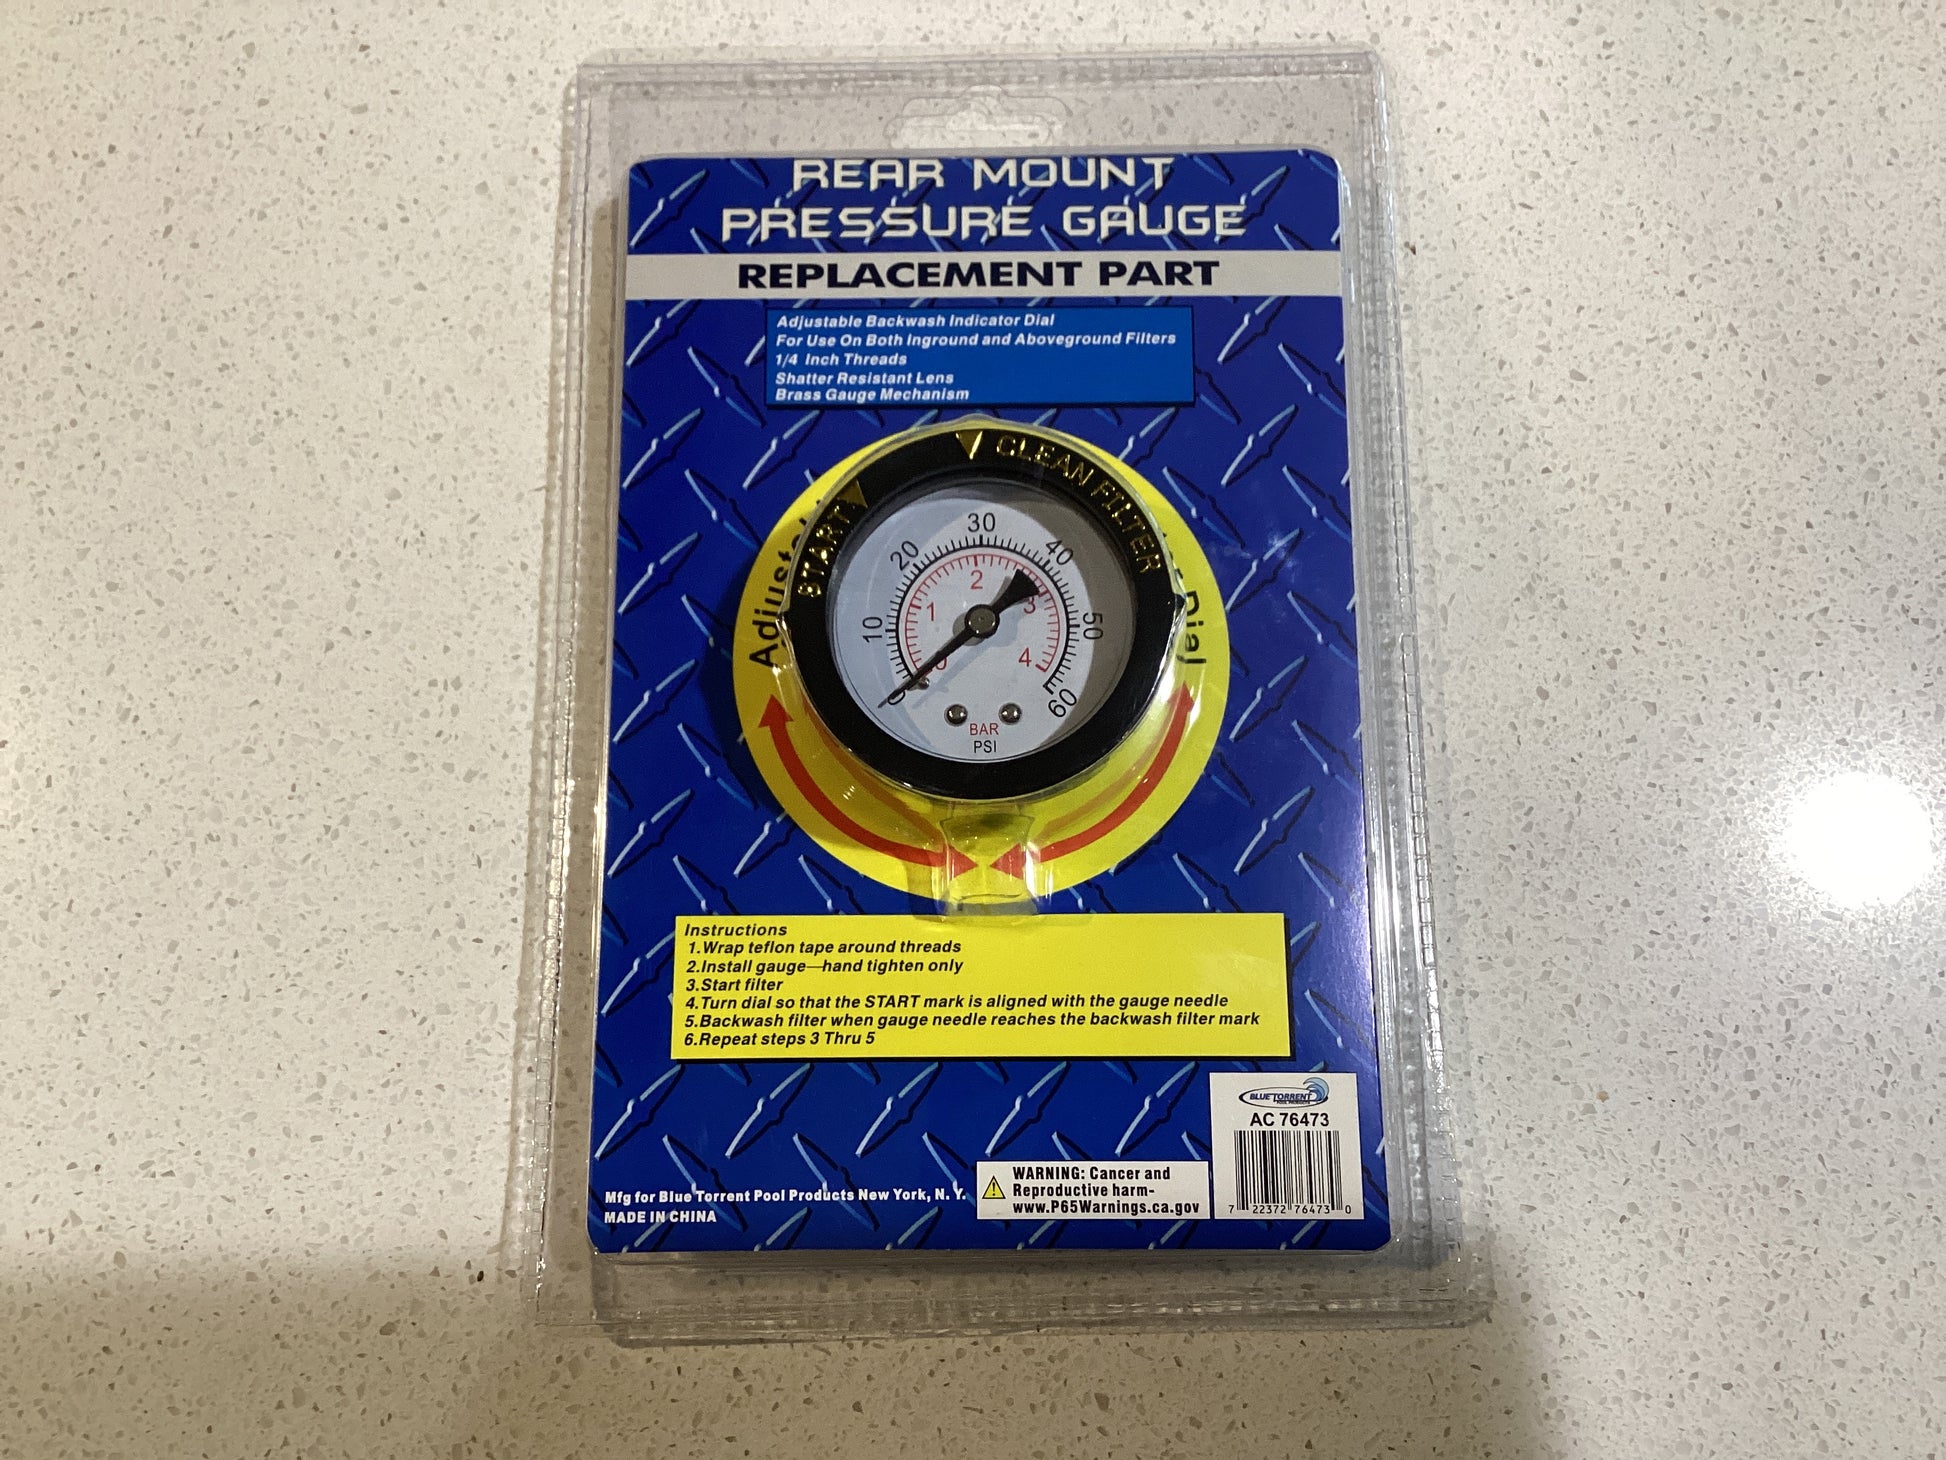 REAR MOUNT
PRESSURE GAUGE
REPLACEMENT PART
Adjustable Backwash Indicator Dial
For Use On Both Inground and Aboveground Filters
1/4 Inch Threads
Shatter Resistant Lens
Brass Gauge Mechanism
START CLEAN FILTER
Dial
0 10 20 30 40 50 60
0 1 2 3 4
BAR
PSI
Instructions
1.Wrap teflon tape around threads
2.Install gauge—hand tighten only
3.Start filter
4.Turn dial so that the START mark is aligned with the gauge needle
5.Backwash filter when gauge needle reaches the backwash filter mark
6.Repeat steps 3 Thru 5
BLUE TORRENT
POOL PRODUCTS
AC 76473
7 22372 76473 0
WARNING: Cancer and
Reproductive harm-
www.P65Warnings.ca.gov
Mfg for Blue Torrent Pool Products New York, N. Y.
MADE IN CHINA